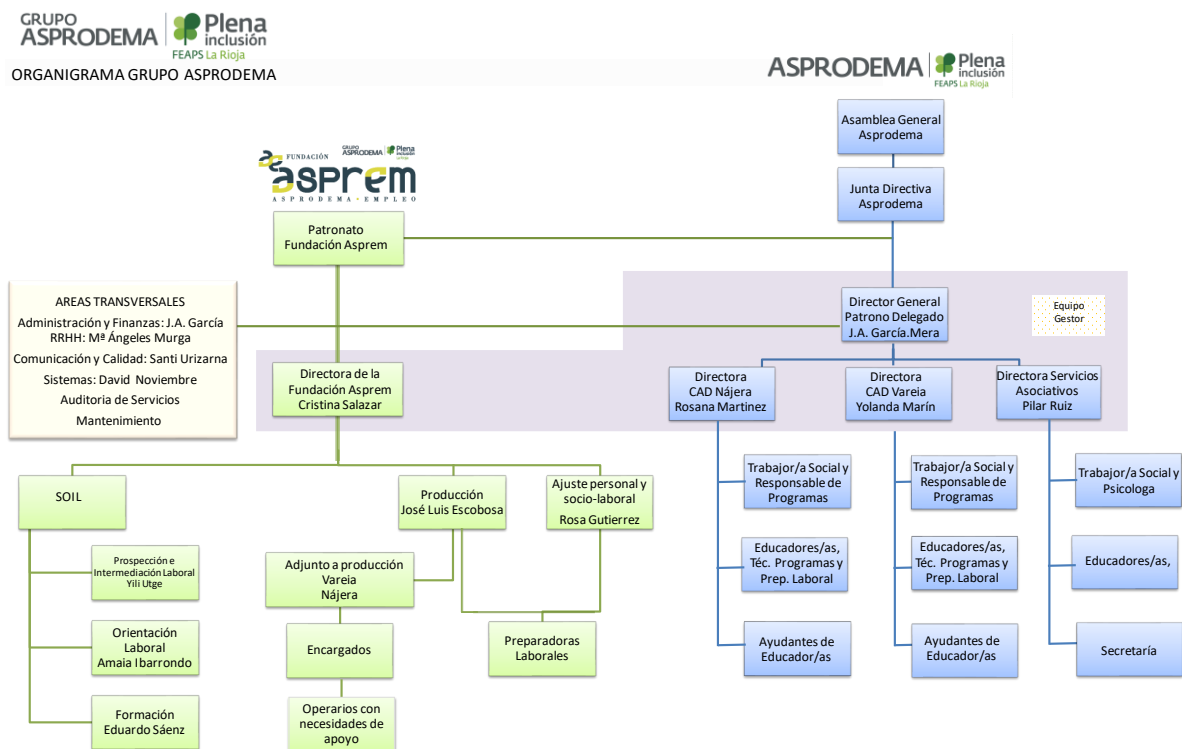 GRUPO
ASPRODEMA
Plena
inclusión
FEAPS La Rioja
ORGANIGRAMA GRUPO ASPRODEMA
ASPRODEMA
Plena
inclusión
FEAPS La Rioja
Asamblea General
Asprodema
Junta Directiva
Asprodema
FUNDACIÓN
GRUPO
ASPRODEMA
Plena
inclusión
asprem
ASPRODEMA - EMPLEO
Patronato
Fundación Asprem
AREAS TRANSVERSALES
Administración y Finanzas: J.A. García
RRHH: Mª Ángeles Murga
Comunicación y Calidad: Santi Urizarna
Sistemas: David Noviembre
Auditoria de Servicios
Mantenimiento
Director General
Patrono Delegado
J.A. García.Mera
Equipo
Gestor
Directora de la
Fundación Asprem
Cristina Salazar
Directora
CAD Nájera
Rosana Martinez
Directora
CAD Vareia
Yolanda Marín
Directora Servicios
Asociativos
Pilar Ruiz
SOIL
Producción
José Luis Escobosa
Ajuste personal y
socio-laboral
Rosa Gutierrez
Trabajor/a Social y
Responsable de
Programas
Trabajor/a Social y
Responsable de
Programas
Trabajor/a Social y
Psicologa
Prospección e
Intermediación Laboral
Yili Utge
Adjunto a producción
Vareia
Nájera
Educadores/as,
Téc. Programas y
Prep. Laboral
Educadores/as,
Téc. Programas y
Prep. Laboral
Educadores/as,
Orientación
Laboral
Amaia Ibarrondo
Encargados
Preparadoras
Laborales
Ayudantes de
Educador/as
Ayudantes de
Educador/as
Secretaría
Formación
Eduardo Sáenz
Operarios con
necesidades de
apoyo